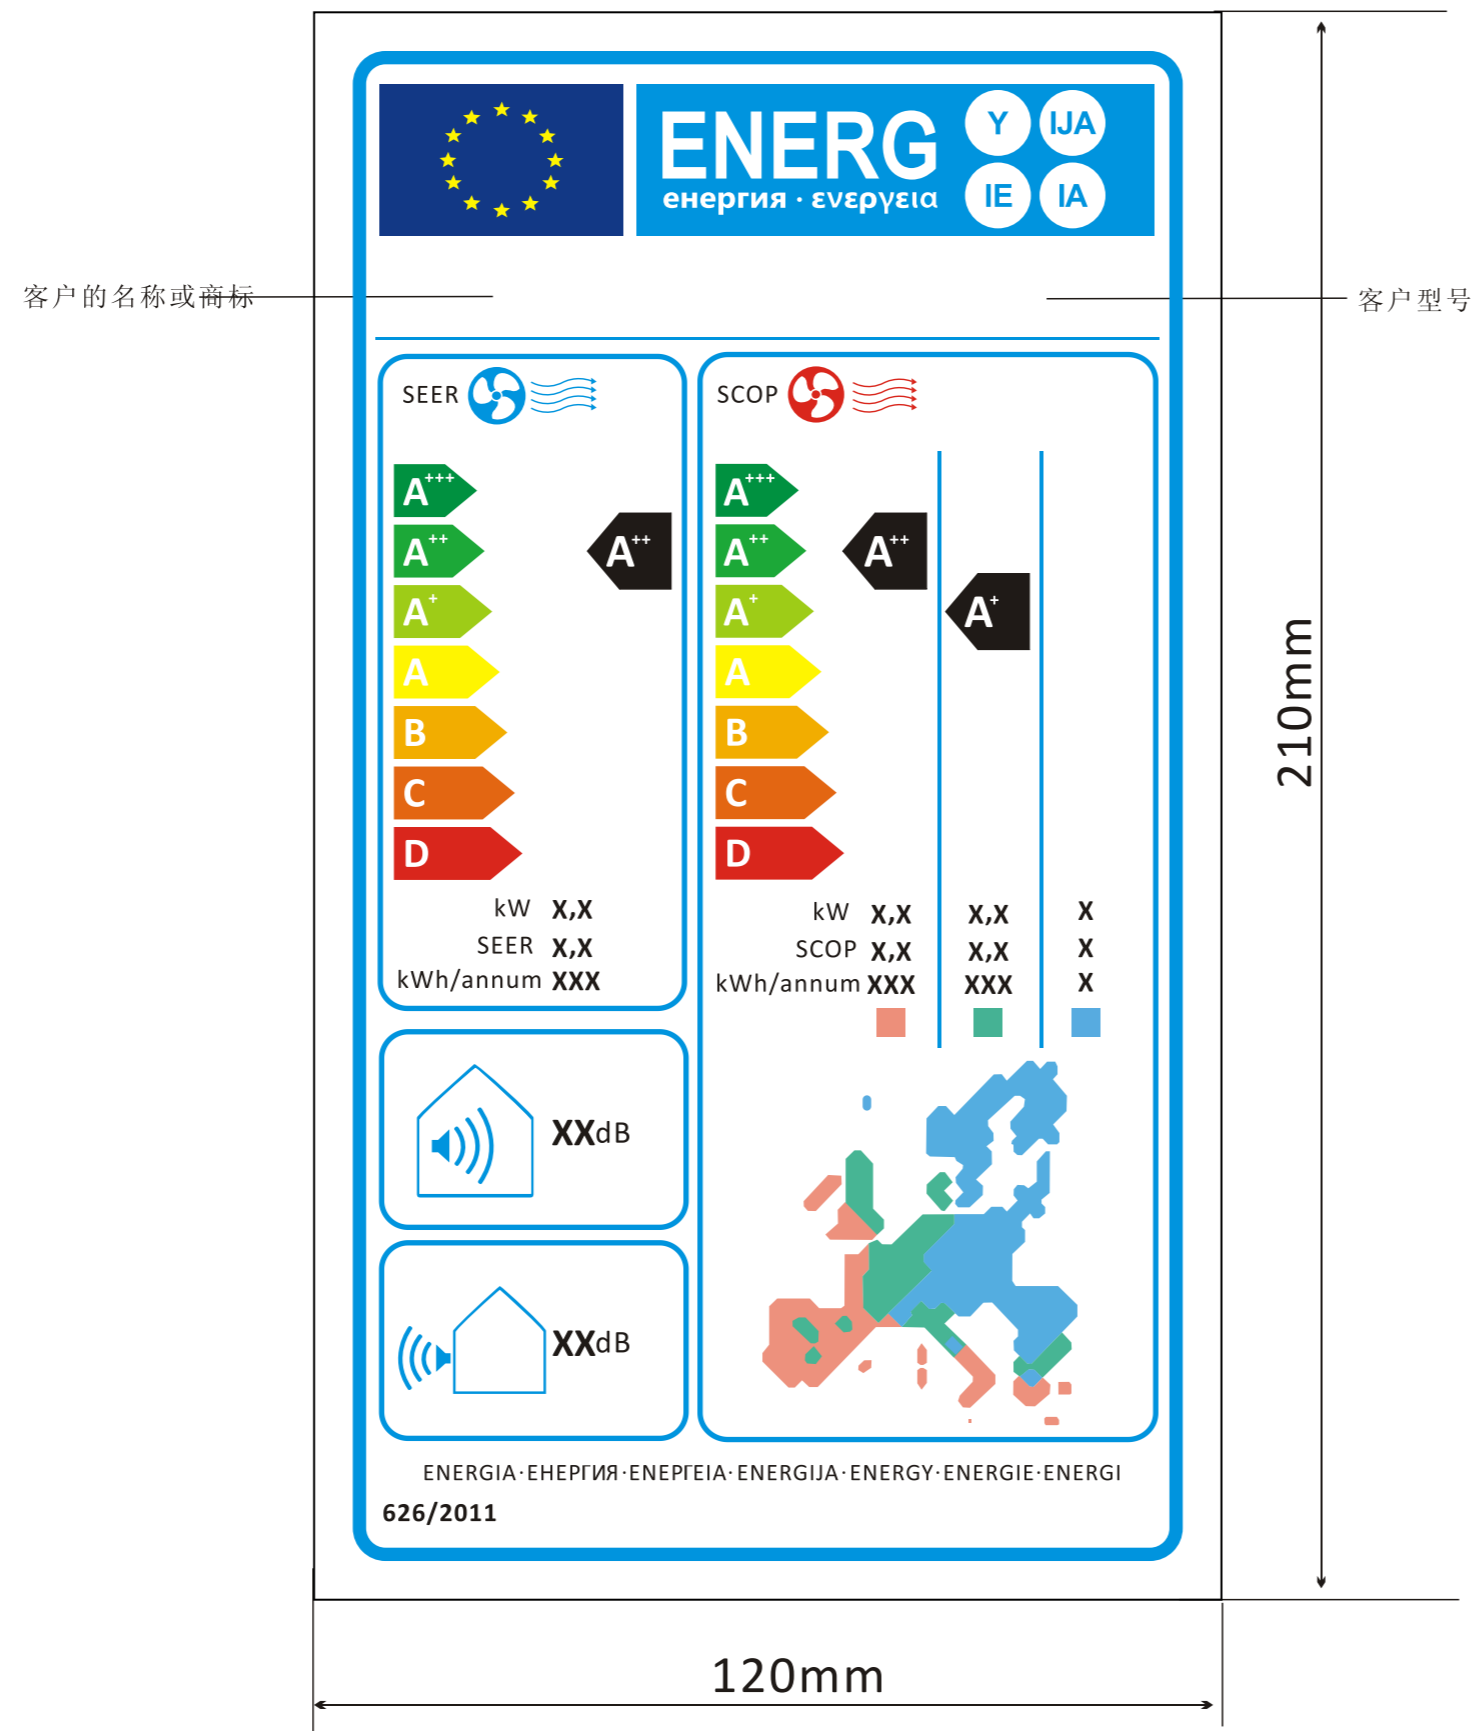 ENERG Y IJA
енергия · ενεργεια IE IA
客户的名称或商标
客户型号
SEER
SCOP
A+++
A++
A+
A
B
C
D
A++
A+++
A++
A+
A
B
C
D
A++
A+
kW X,X
SEER X,X
kWh/annum XXX
kW X,X X,X X
SCOP X,X X,X X
kWh/annum XXX XXX X
XXdB
XXdB
ENERGIA·ЕНЕРГИЯ·ΕΝΕΡΓΕΙΑ·ENERGIJA·ENERGY·ENERGIE·ENERGI
626/2011
210mm
120mm